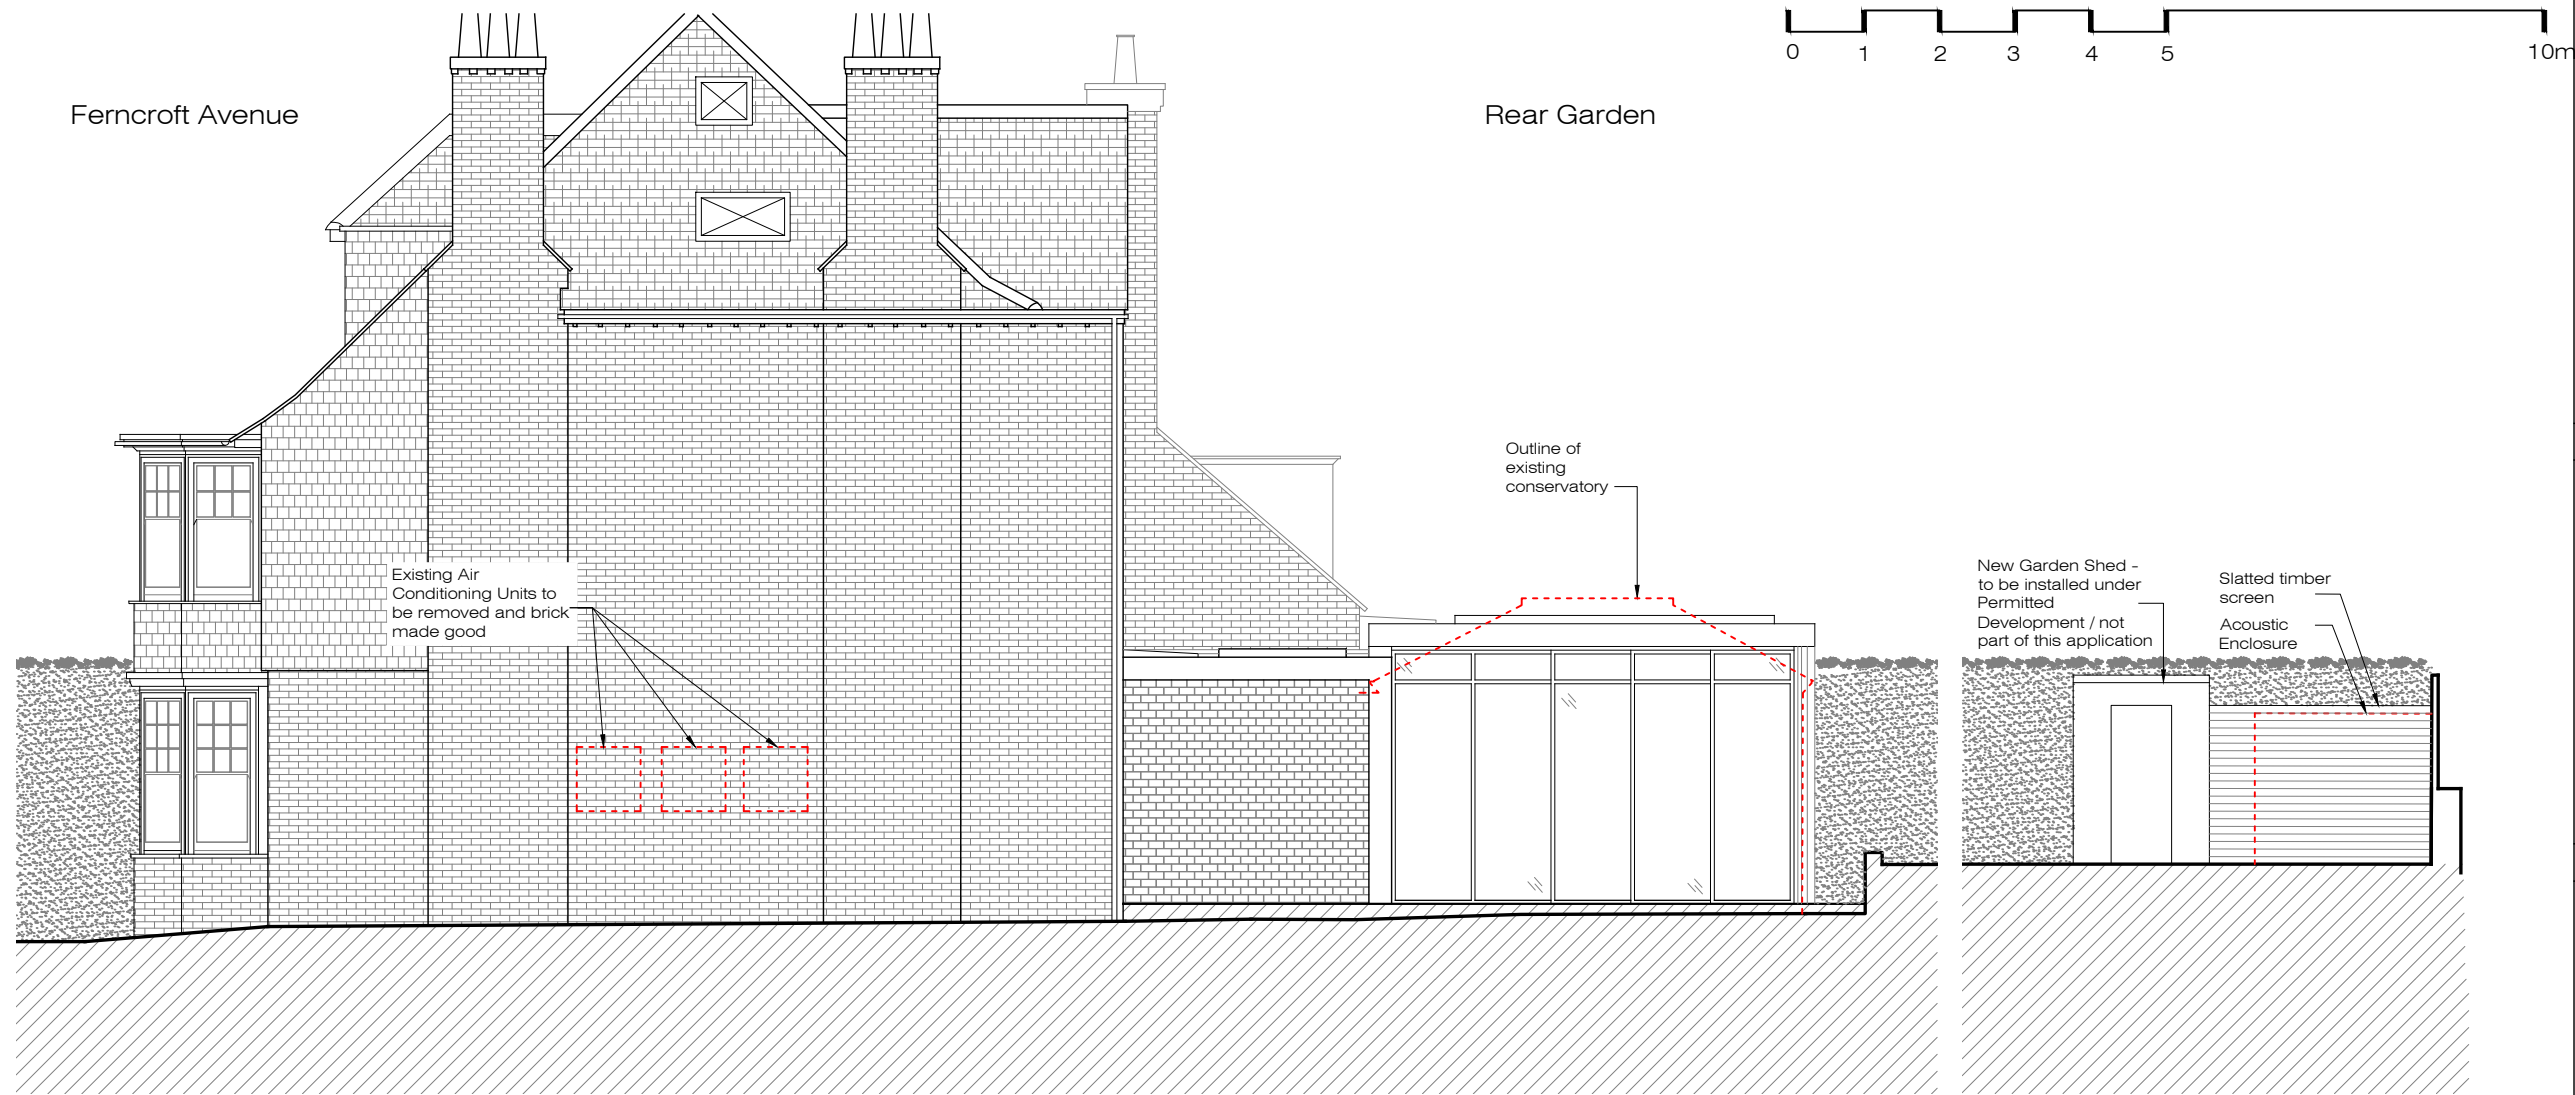 Ferncroft Avenue
Rear Garden
0 1 2 3 4 5 10m
Outline of
existing
conservatory
Existing Air
Conditioning Units to
be removed and brick
made good
New Garden Shed -
to be installed under
Permitted
Development / not
part of this application
Slatted timber
screen
Acoustic
Enclosure